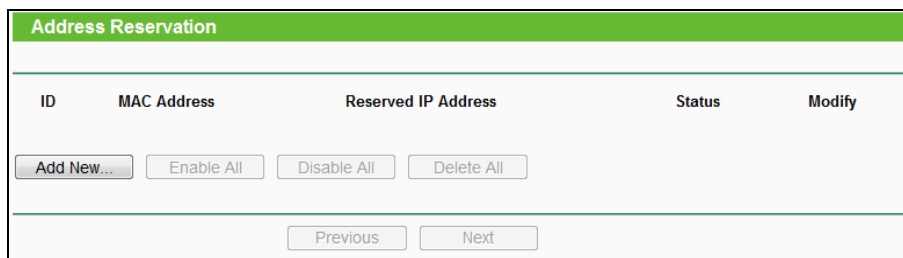 Address Reservation
ID MAC Address Reserved IP Address Status Modify
Add New... Enable All Disable All Delete All
Previous Next